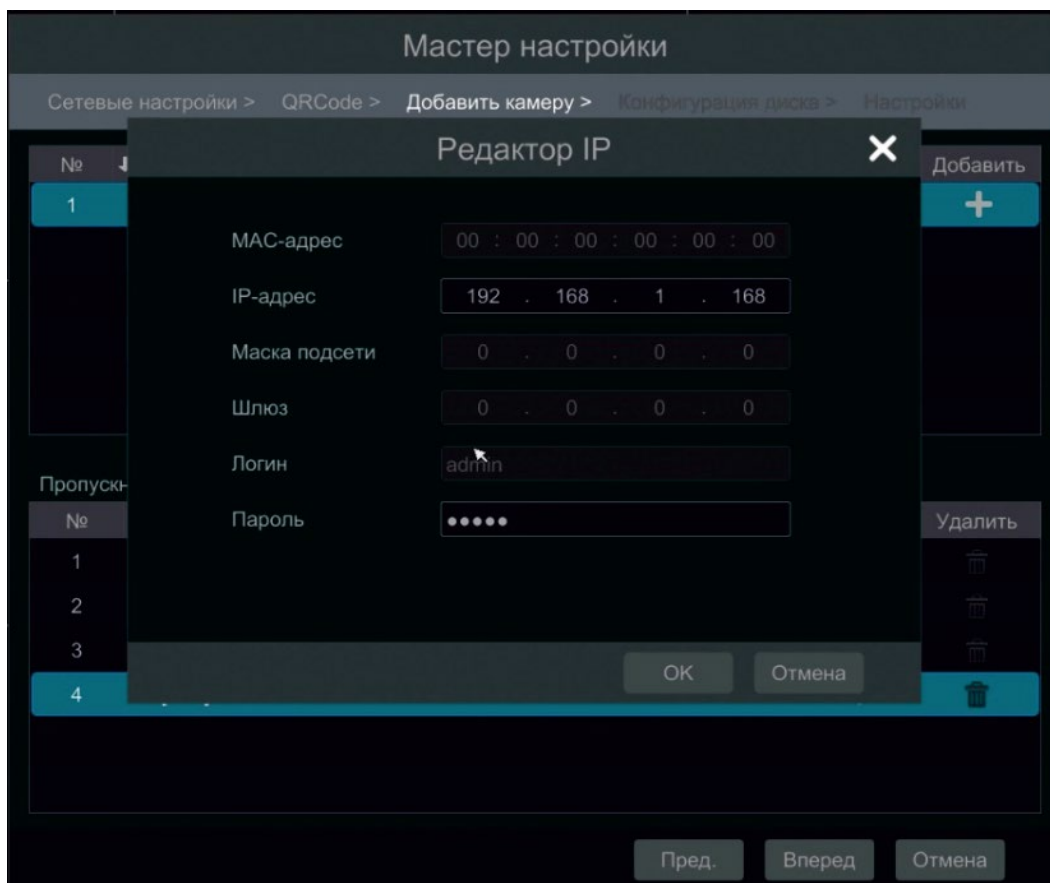 Мастер настройки
Сетевые настройки > QRCode > Добавить камеру > Конфигурация диска > Настройки
Редактор IP
№ Добавить
1
MAC-адрес 00 : 00 : 00 : 00 : 00 : 00
IP-адрес 192 . 168 . 1 . 168
Маска подсети 0 . 0 . 0 . 0
Шлюз 0 . 0 . 0 . 0
Логин admin
Пароль •••••
№ Удалить
1
2
3
4
OK Отмена
Пред. Вперед Отмена